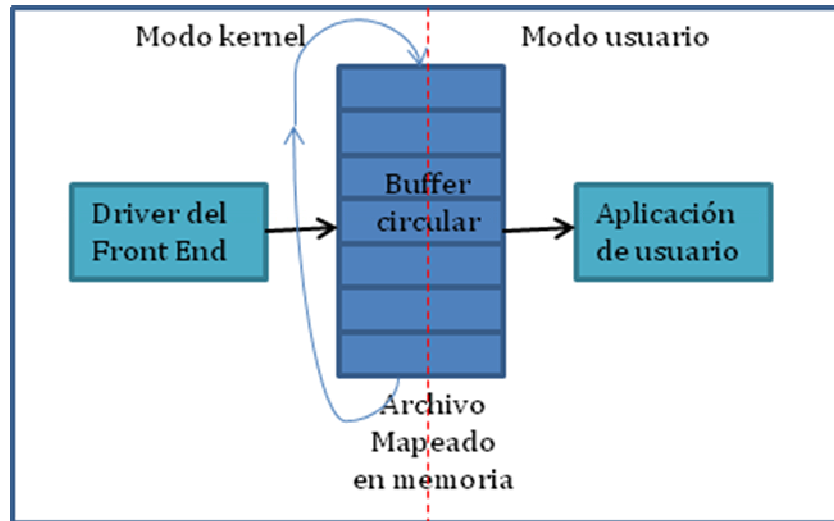 Modo kernel
Modo usuario
Driver del
Front End
Buffer
circular
Aplicación
de usuario
Archivo
Mapeado
en memoria